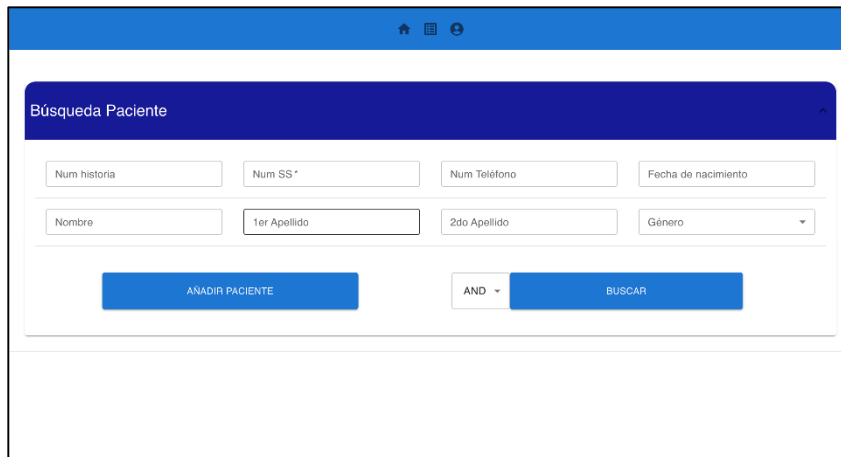 Búsqueda Paciente
Num historia Num SS* Num Teléfono Fecha de nacimiento
Nombre 1er Apellido 2do Apellido Género
AÑADIR PACIENTE AND BUSCAR